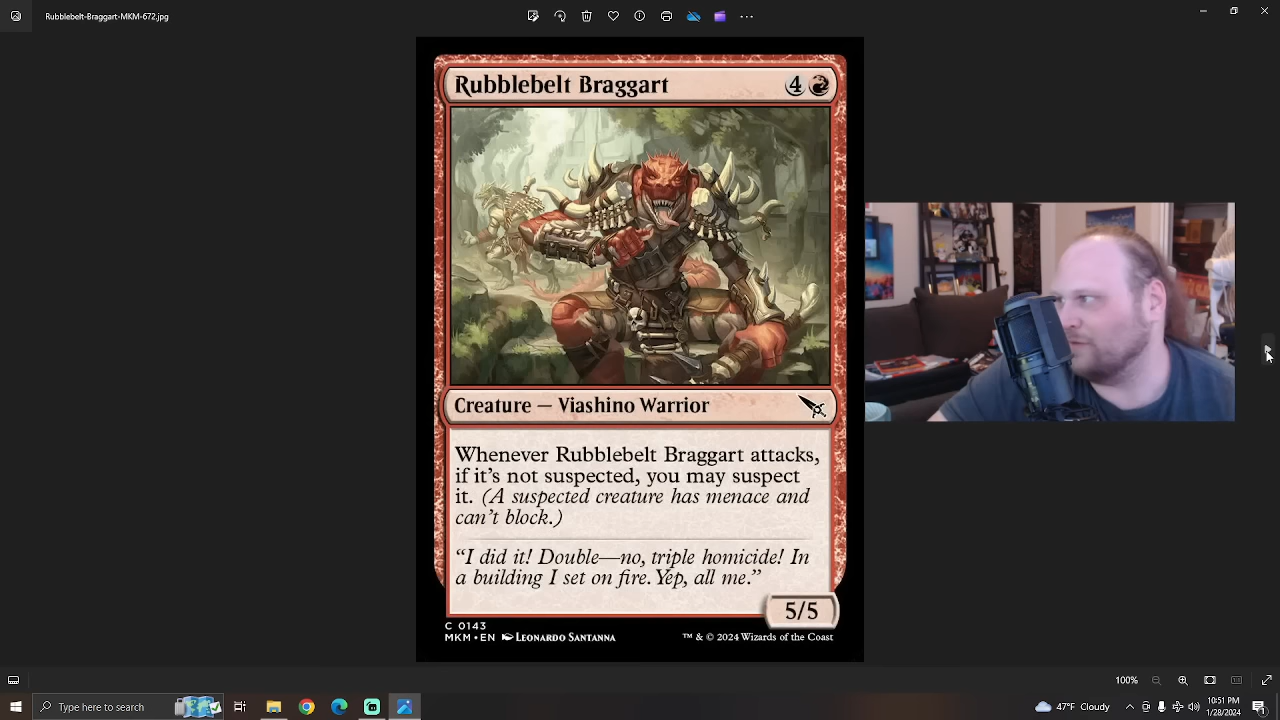 Rubblebelt-Braggart-MKM-672.jpg
Rubblebelt Braggart 4
Creature — Viashino Warrior
Whenever Rubblebelt Braggart attacks,
if it's not suspected, you may suspect
it. (A suspected creature has menace and
can't block.)
“I did it! Double—no, triple homicide! In
a building I set on fire. Yep, all me.”
5/5
C 0143
MKM • EN Leonardo Santanna
™ & © 2024 Wizards of the Coast
100%
Type here to search
47°F
10:51 PM
1/28/2024